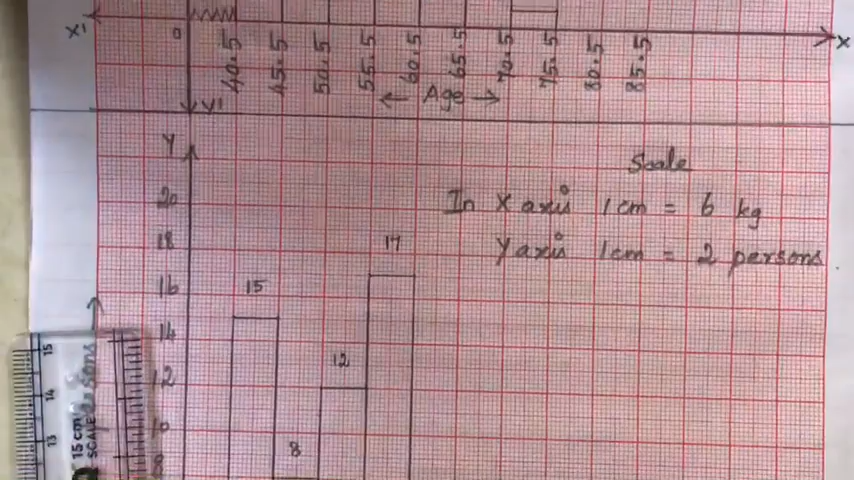 X' 0 40.5 45.5 50.5 55.5 60.5 65.5 70.5 75.5 80.5 85.5 X
Y' ← Age →
Y
Scale
20 In X axis 1cm = 6 kg
18 17 Y axis 1cm = 2 persons
16 15
14
12 12
10
8 8
15
14
13
15 cm
SCALE